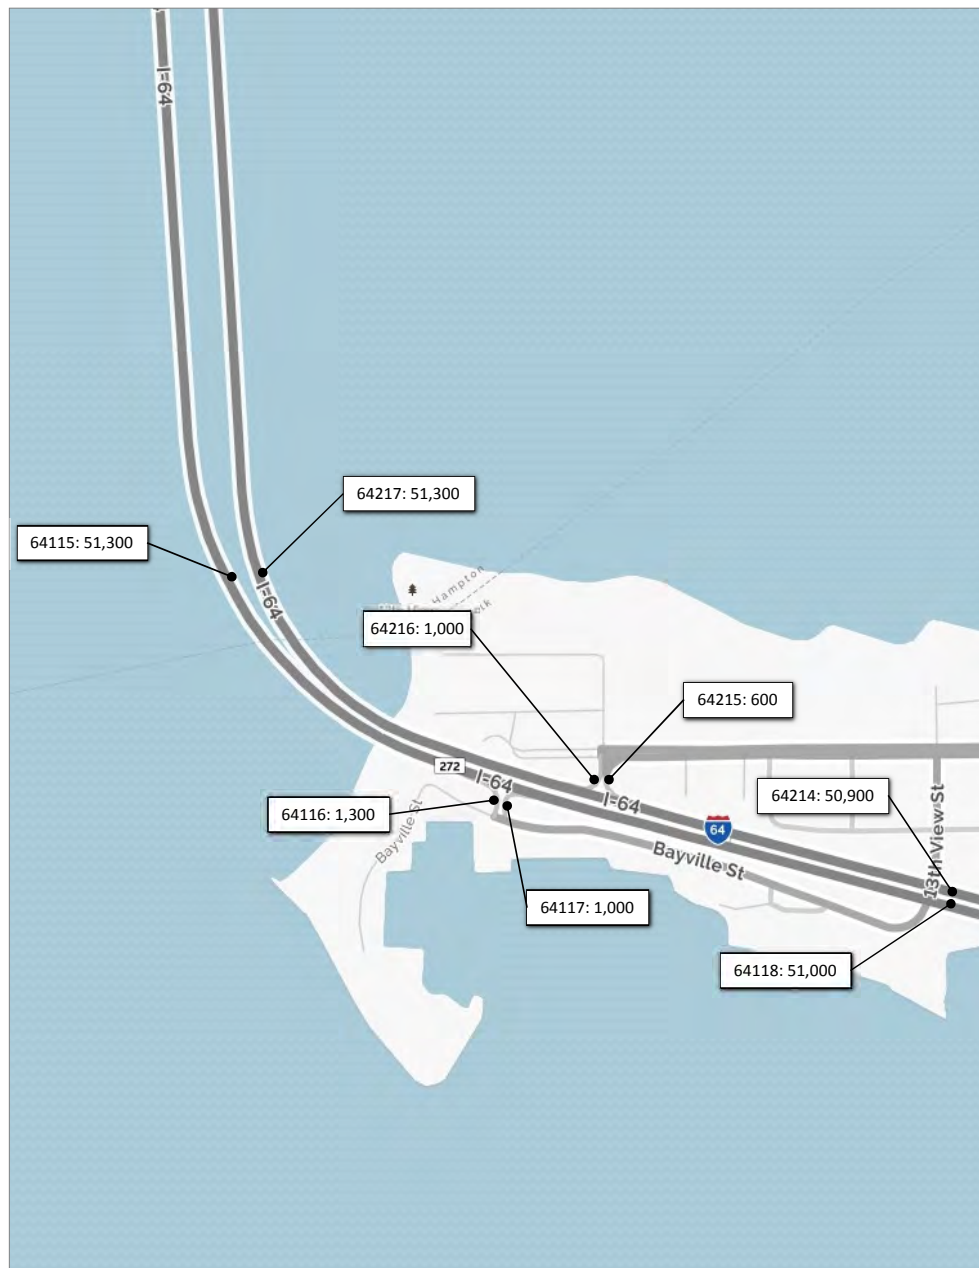 I-64
64217: 51,300
64115: 51,300
I-64
Hampton
64216: 1,000
64215: 600
272
I-64
I-64
64116: 1,300
64214: 50,900
64
Bayville St
Bayville St
13th View St
64117: 1,000
64118: 51,000